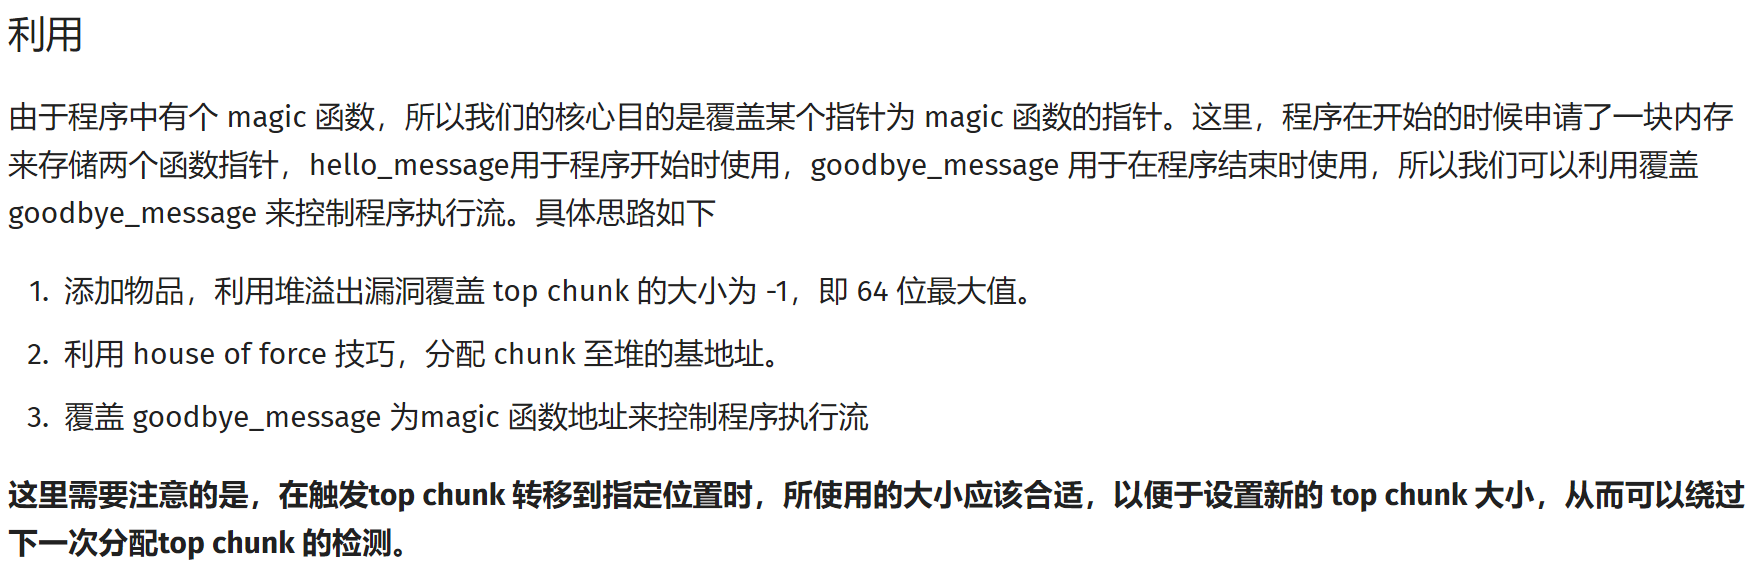 利用
由于程序中有个 magic 函数，所以我们的核心目的是覆盖某个指针为 magic 函数的指针。这里，程序在开始的时候申请了一块内存
来存储两个函数指针，hello_message用于程序开始时使用，goodbye_message 用于在程序结束时使用，所以我们可以利用覆盖
goodbye_message 来控制程序执行流。具体思路如下
1. 添加物品，利用堆溢出漏洞覆盖 top chunk 的大小为 -1，即 64 位最大值。
2. 利用 house of force 技巧，分配 chunk 至堆的基地址。
3. 覆盖 goodbye_message 为magic 函数地址来控制程序执行流
这里需要注意的是，在触发top chunk 转移到指定位置时，所使用的大小应该合适，以便于设置新的 top chunk 大小，从而可以绕过
下一次分配top chunk 的检测。